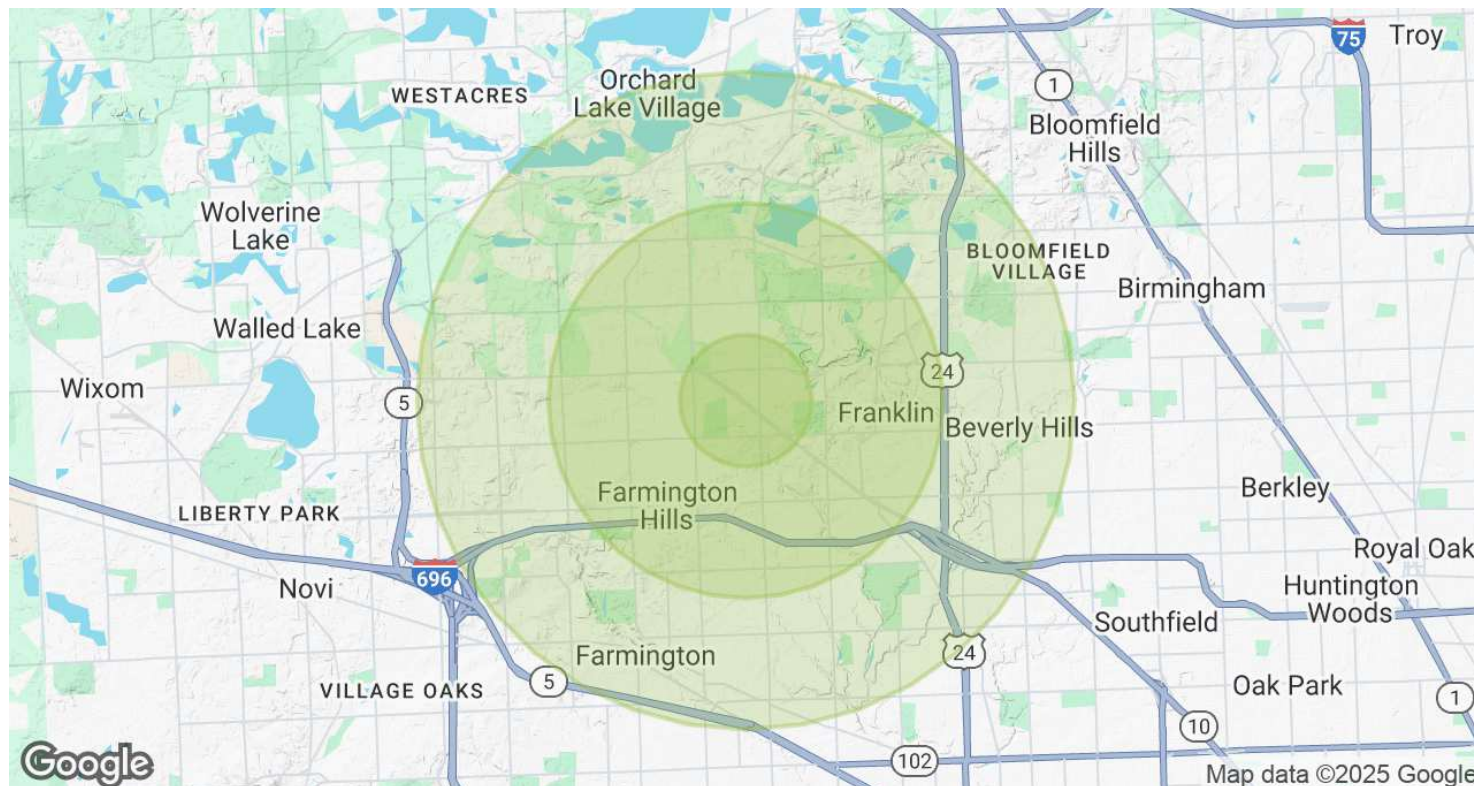 75
Troy
Orchard
Lake Village
WESTACRES
1
Bloomfield
Hills
Wolverine
Lake
BLOOMFIELD
VILLAGE
Birmingham
Walled Lake
Wixom
24
5
Franklin
Beverly Hills
Farmington
Hills
Berkley
LIBERTY PARK
Royal Oak
696
Novi
Huntington
Woods
Southfield
Farmington
24
5
VILLAGE OAKS
Oak Park
1
10
102
Google
Map data ©2025 Google